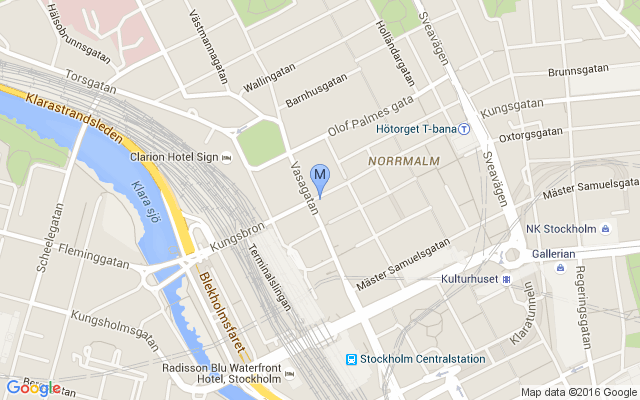 Hälsobrunnsgatan
Västmannagatan
Holländargatan
Sveavägen
Torsgatan
Wallingatan
Barnhusgatan
Brunnsgatan
Klarastrandsleden
Olof Palmes gata
Kungsgatan
Hötorget T-bana
Oxtorgsgatan
Clarion Hotel Sign
NORRMALM
Sveavägen
M
Vasagatan
Klara sjö
Mäster Samuelsgatan
Scheelegatan
Kungsbron
NK Stockholm
Fleminggatan
Terminalslingan
Mäster Samuelsgatan
Gallerian
Blekholmsfaret
Kulturhuset
Klaratunneln
Regeringsgatan
Kungsholmsgatan
Stockholm Centralstation
Radisson Blu Waterfront
Hotel, Stockholm
Google
Map data ©2016 Google